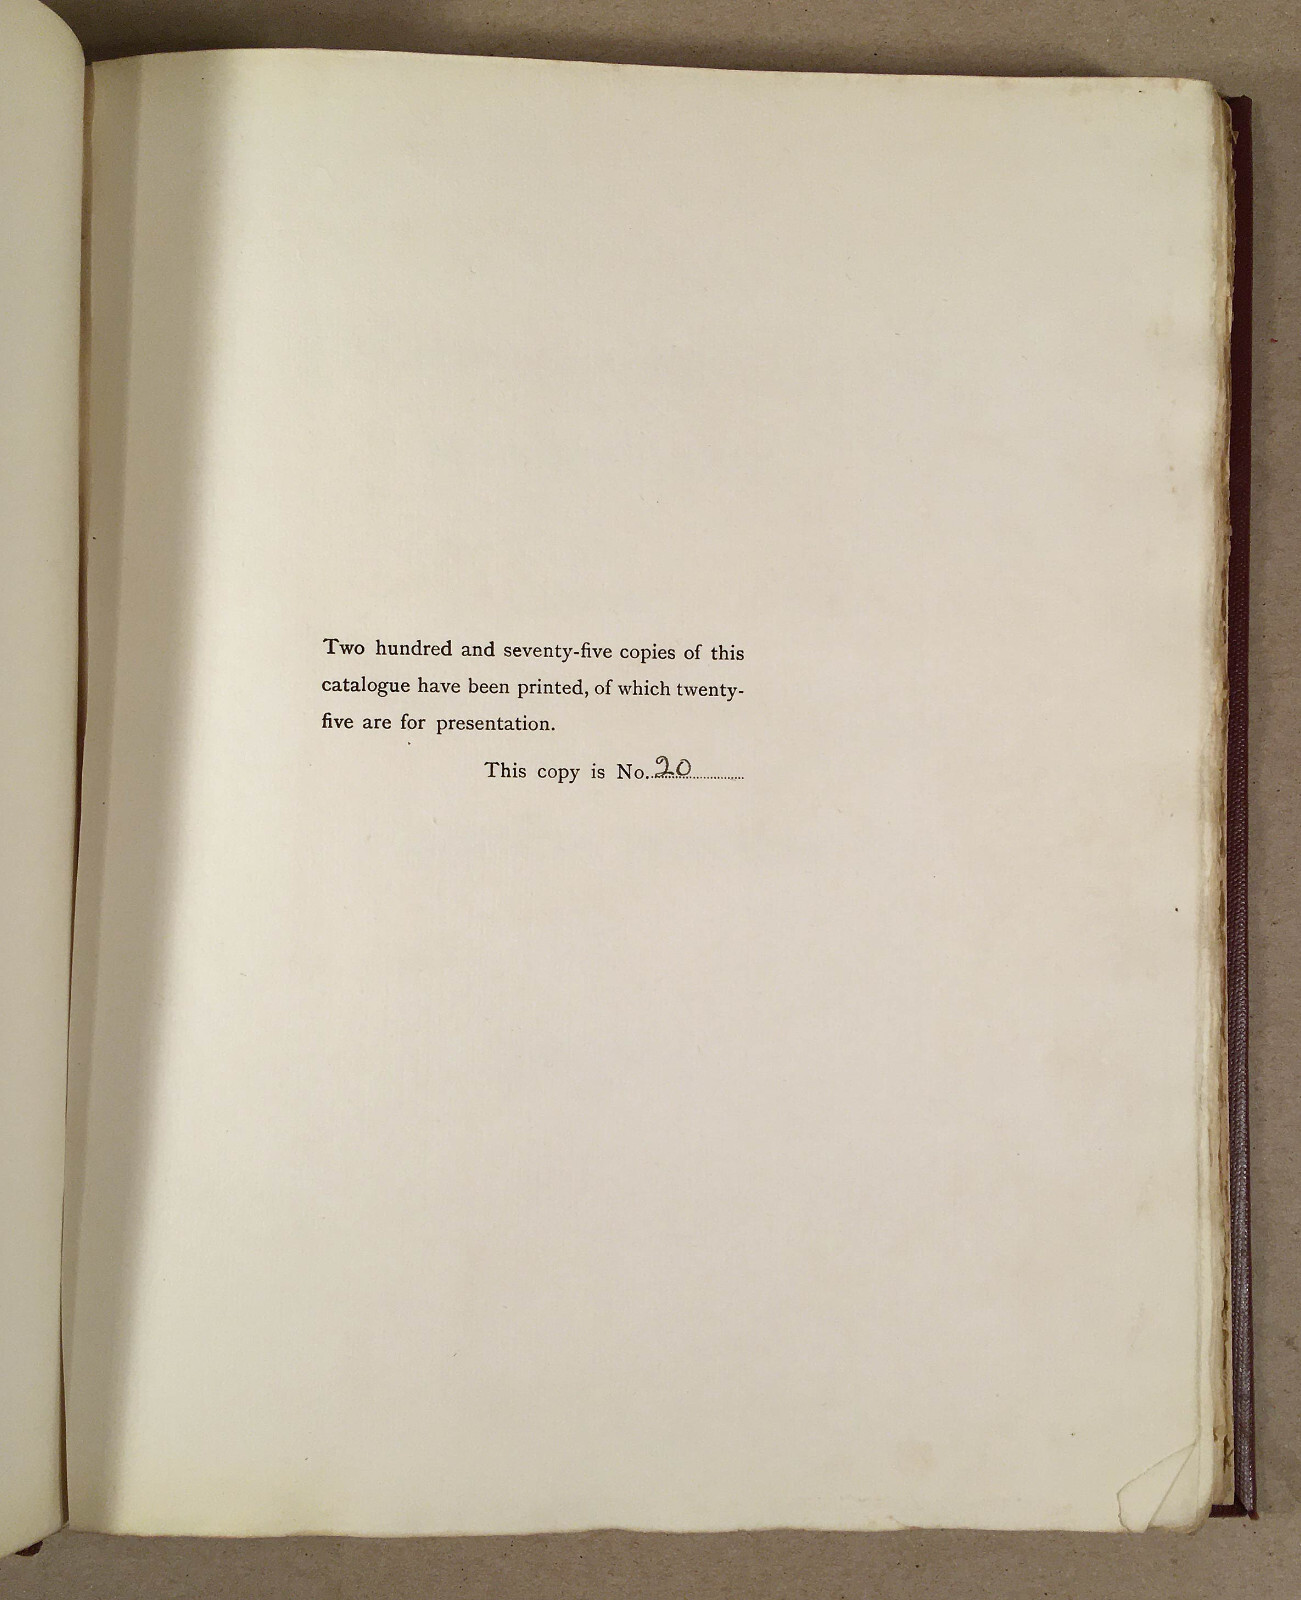 Two hundred and seventy-five copies of this
catalogue have been printed, of which twenty-
five are for presentation.
This copy is No. 20